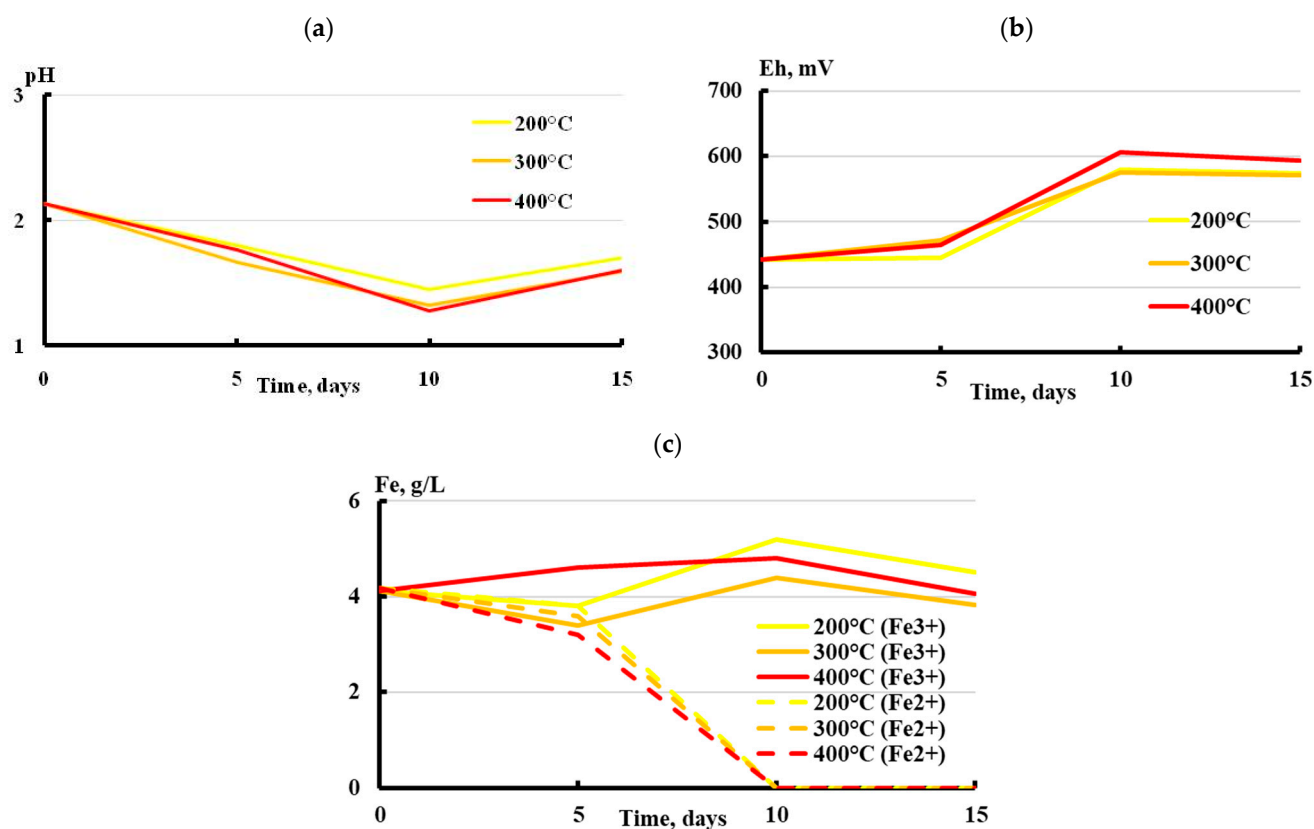 (a)
pH
3
2
1
0
5
10
15
Time, days
200°C
300°C
400°C
(b)
Eh, mV
700
600
500
400
300
0
5
10
15
Time, days
200°C
300°C
400°C
(c)
Fe, g/L
6
4
2
0
0
5
10
15
Time, days
200°C (Fe3+)
300°C (Fe3+)
400°C (Fe3+)
200°C (Fe2+)
300°C (Fe2+)
400°C (Fe2+)